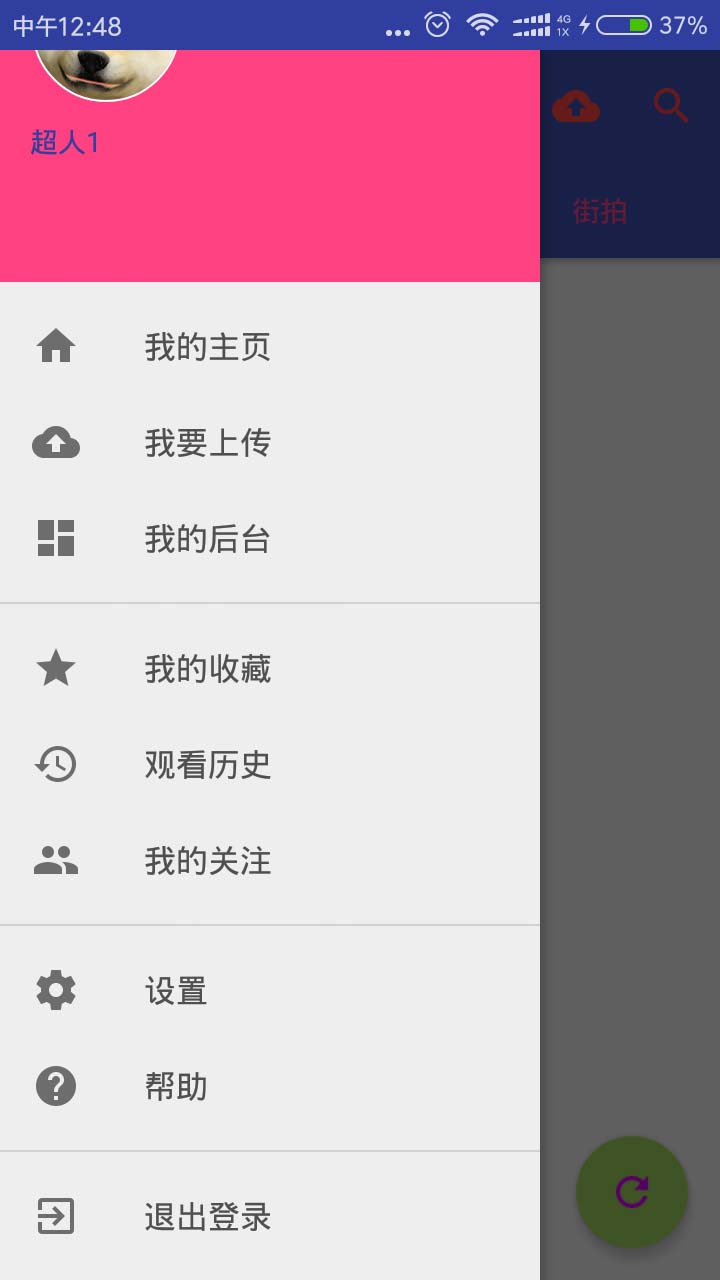 中午12:48
4G
1X
37%
超人1
街拍
我的主页
我要上传
我的后台
我的收藏
观看历史
我的关注
设置
帮助
退出登录